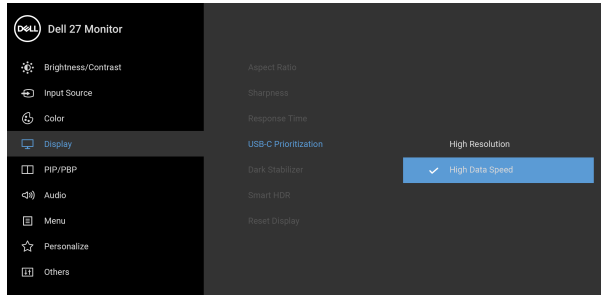 DELL Dell 27 Monitor
Brightness/Contrast
Aspect Ratio
Input Source
Sharpness
Color
Response Time
Display
USB-C Prioritization
High Resolution
PIP/PBP
Dark Stabilizer
High Data Speed
Audio
Smart HDR
Menu
Reset Display
Personalize
Others